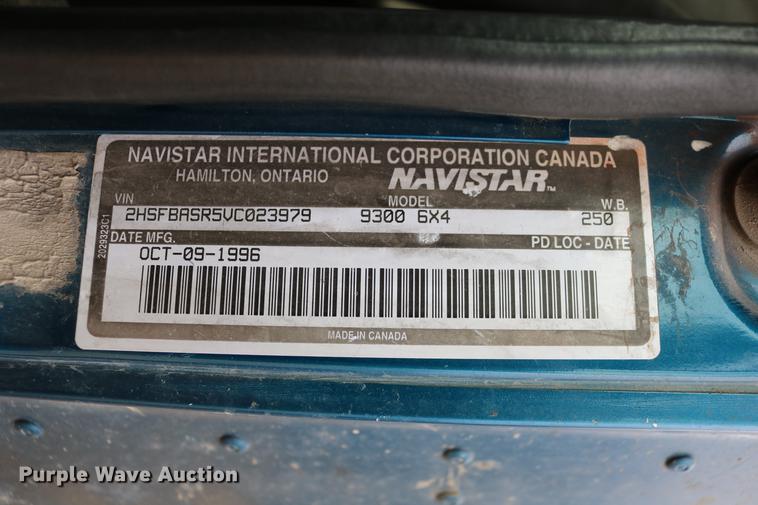 NAVISTAR INTERNATIONAL CORPORATION CANADA
HAMILTON, ONTARIO NAVISTAR™
VIN MODEL W.B.
2HSFBASR5VC023979 9300 6X4 250
DATE MFG. PD LOC - DATE
OCT-09-1996
MADE IN CANADA
2029323C1
Purple Wave Auction